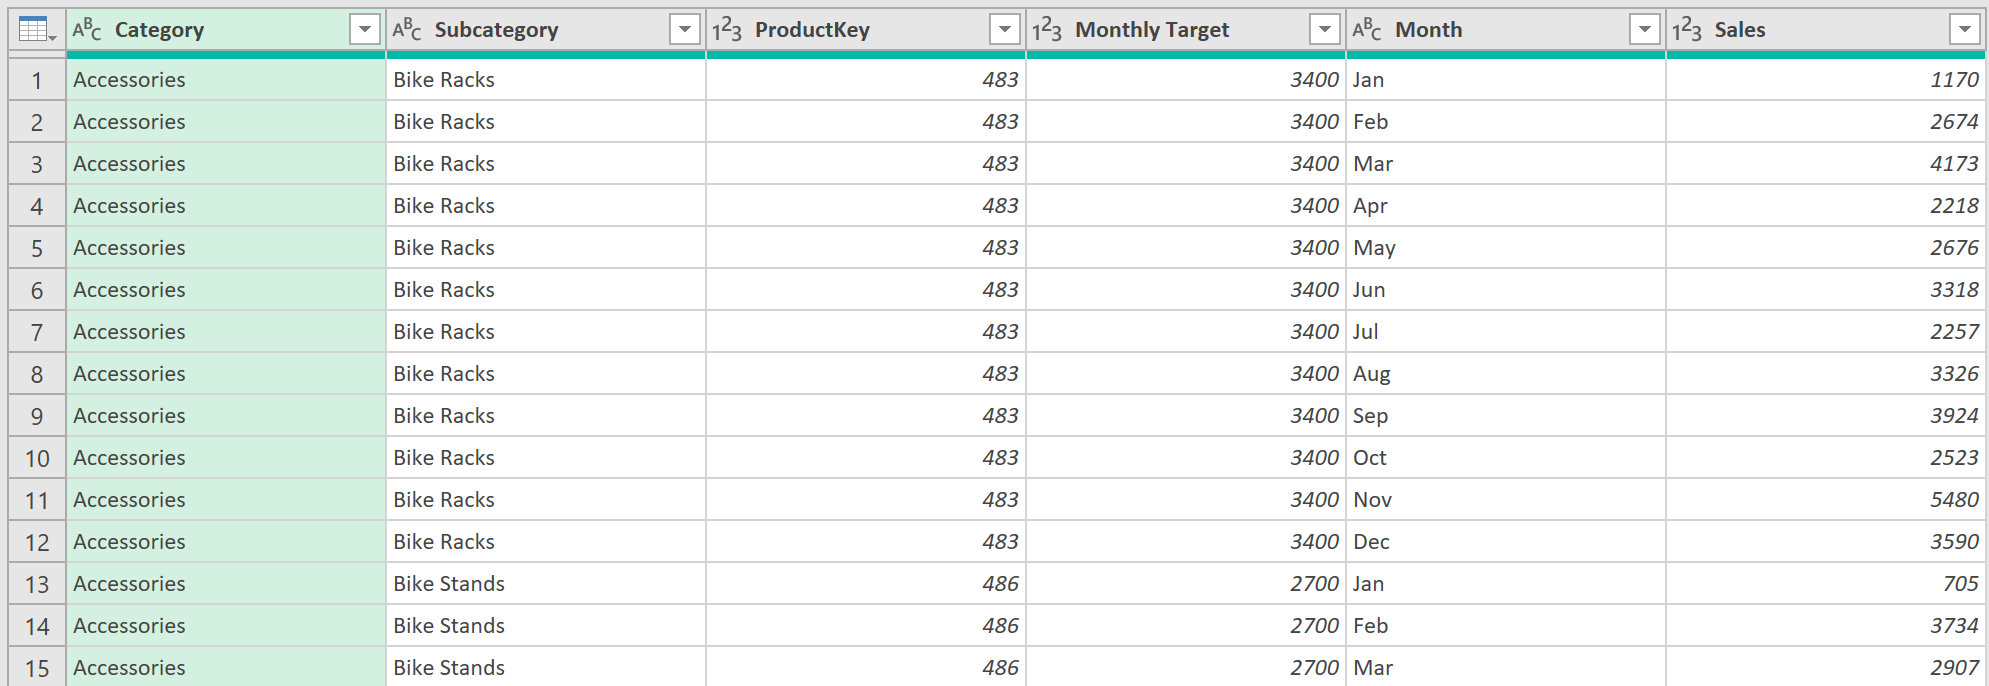 ABC Category ABC Subcategory 123 ProductKey 123 Monthly Target ABC Month 123 Sales
1 Accessories Bike Racks 483 3400 Jan 1170
2 Accessories Bike Racks 483 3400 Feb 2674
3 Accessories Bike Racks 483 3400 Mar 4173
4 Accessories Bike Racks 483 3400 Apr 2218
5 Accessories Bike Racks 483 3400 May 2676
6 Accessories Bike Racks 483 3400 Jun 3318
7 Accessories Bike Racks 483 3400 Jul 2257
8 Accessories Bike Racks 483 3400 Aug 3326
9 Accessories Bike Racks 483 3400 Sep 3924
10 Accessories Bike Racks 483 3400 Oct 2523
11 Accessories Bike Racks 483 3400 Nov 5480
12 Accessories Bike Racks 483 3400 Dec 3590
13 Accessories Bike Stands 486 2700 Jan 705
14 Accessories Bike Stands 486 2700 Feb 3734
15 Accessories Bike Stands 486 2700 Mar 2907